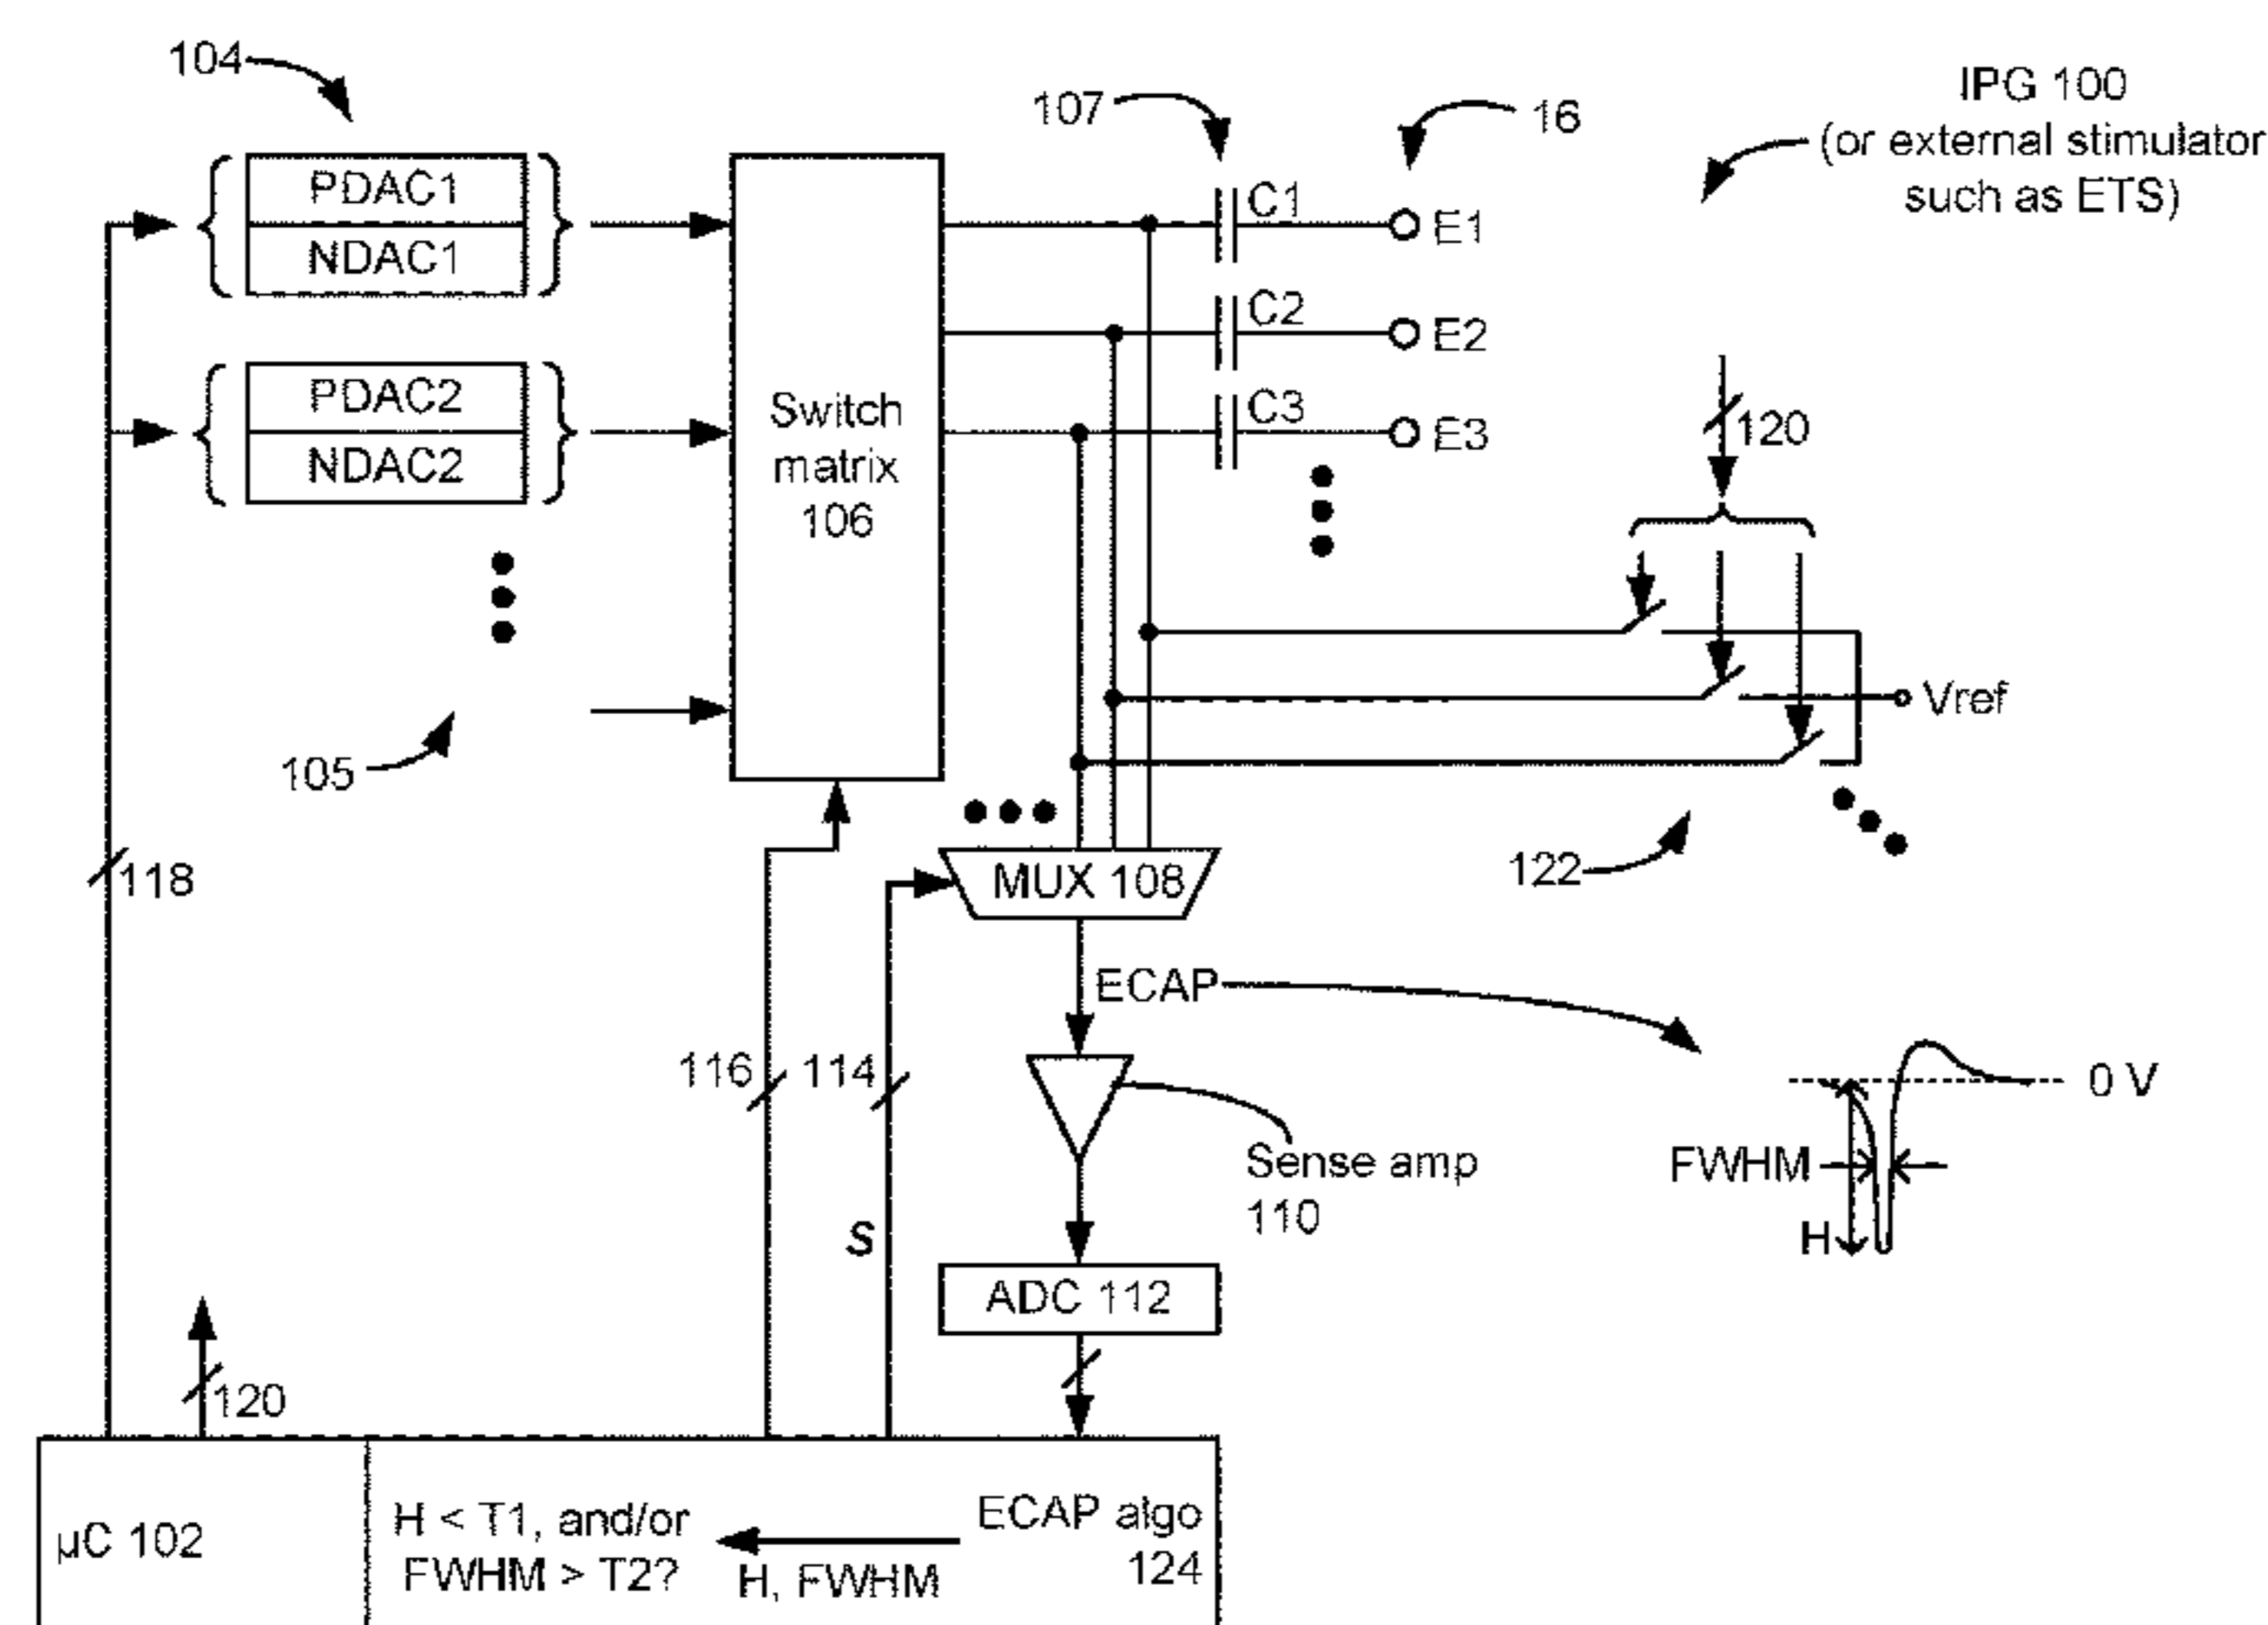 104
107
16
IPG 100
(or external stimulator
such as ETS)
PDAC1
NDAC1
C1
E1
C2
E2
PDAC2
NDAC2
C3
E3
Switch
matrix
106
120
Vref
105
118
MUX 108
122
ECAP
116
114
0 V
Sense amp
110
FWHM
S
H
ADC 112
120
µC 102
H < T1, and/or
FWHM > T2?
H, FWHM
ECAP algo
124